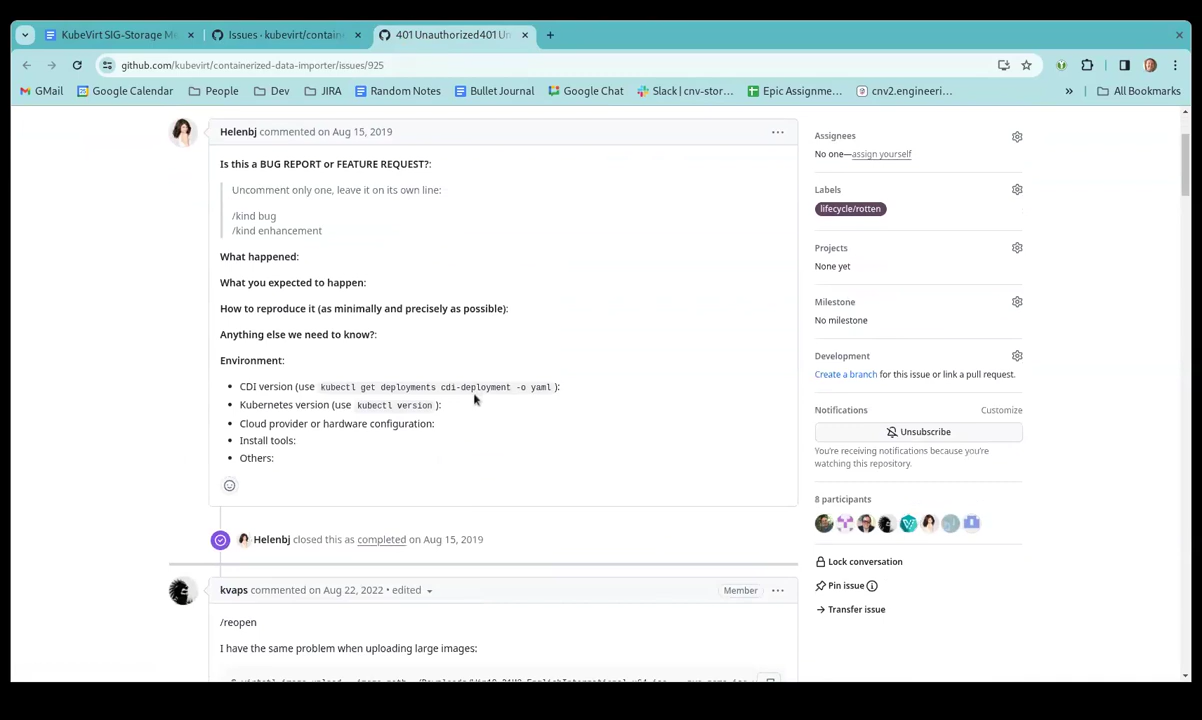 KubeVirt SIG-Storage Me
Issues · kubevirt/contain
401 Unauthorized401 Un
github.com/kubevirt/containerized-data-importer/issues/925
GMail
Google Calendar
People
Dev
JIRA
Random Notes
Bullet Journal
Google Chat
Slack | cnv-stor...
Epic Assignme...
cnv2.engineeri...
»
All Bookmarks
Helenbj commented on Aug 15, 2019
Is this a BUG REPORT or FEATURE REQUEST?:
Uncomment only one, leave it on its own line:
/kind bug
/kind enhancement
What happened:
What you expected to happen:
How to reproduce it (as minimally and precisely as possible):
Anything else we need to know?:
Environment:
• CDI version (use kubectl get deployments cdi-deployment -o yaml ):
• Kubernetes version (use kubectl version ):
• Cloud provider or hardware configuration:
• Install tools:
• Others:
Helenbj closed this as completed on Aug 15, 2019
kvaps commented on Aug 22, 2022 • edited
Member
/reopen
I have the same problem when uploading large images:
Assignees
No one—assign yourself
Labels
lifecycle/rotten
Projects
None yet
Milestone
No milestone
Development
Create a branch for this issue or link a pull request.
Notifications
Customize
Unsubscribe
You're receiving notifications because you're
watching this repository.
8 participants
Lock conversation
Pin issue
Transfer issue